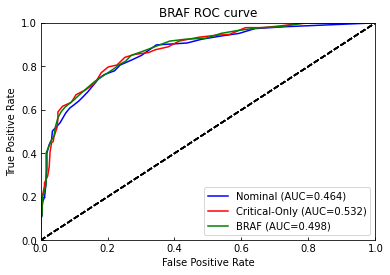 BRAF ROC curve
True Positive Rate
1.0
0.8
0.6
0.4
0.2
0.0
Nominal (AUC=0.464)
Critical-Only (AUC=0.532)
BRAF (AUC=0.498)
0.0 0.2 0.4 0.6 0.8 1.0
False Positive Rate